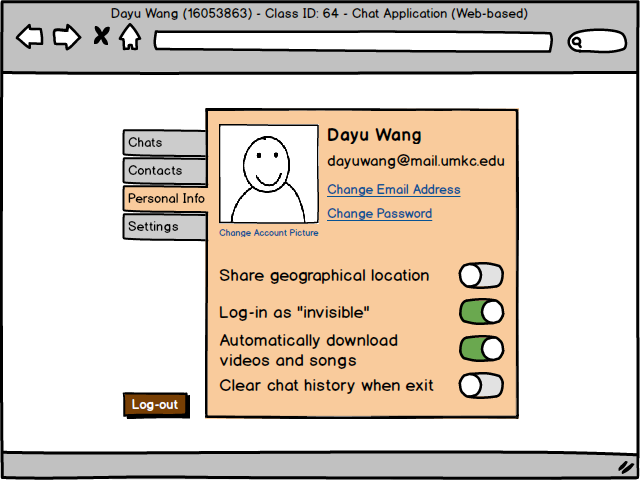 Dayu Wang (16053863) - Class ID: 64 - Chat Application (Web-based)
Chats
Contacts
Personal Info
Settings
Dayu Wang
dayuwang@mail.umkc.edu
Change Email Address
Change Password
Change Account Picture
Share geographical location
Log-in as "invisible"
Automatically download
videos and songs
Clear chat history when exit
Log-out